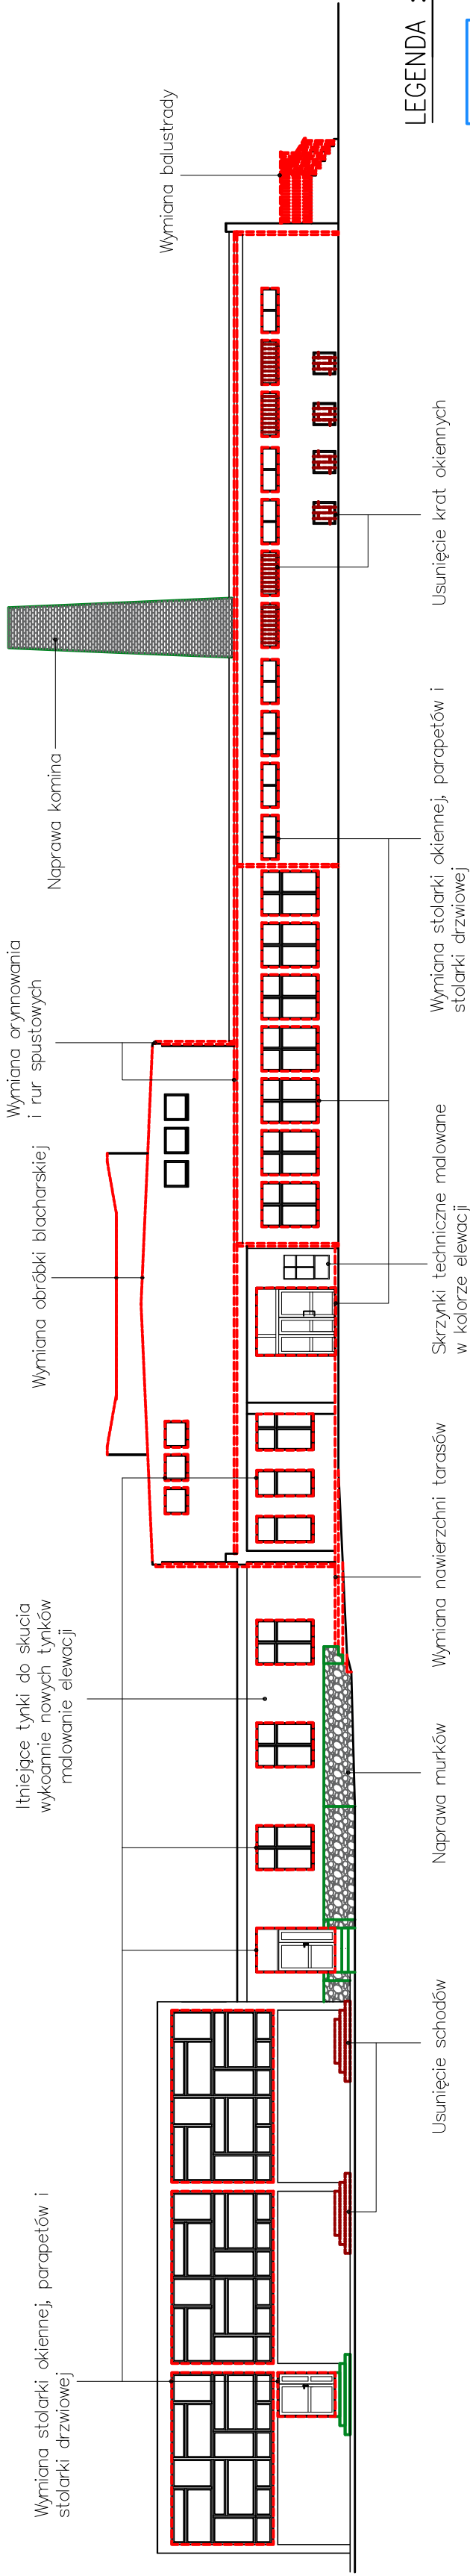 Wymiana stolarki okiennej, parapetów i
stolarki drzwiowej
Itniejące tynki do skucia
wykoannie nowych tynków
malowanie elewacji
Wymiana obróbki blacharskiej
Wymiana orynnowania
i rur spustowych
Naprawa komina
Wymiana balustrady
Usunięcie schodów
Naprawa murków
Wymiana nawierzchni tarasów
Skrzynki techniczne malowane
w kolorze elewacji
Wymiana stolarki okiennej, parapetów i
stolarki drzwiowej
Usunięcie krat okiennych
LEGENDA :